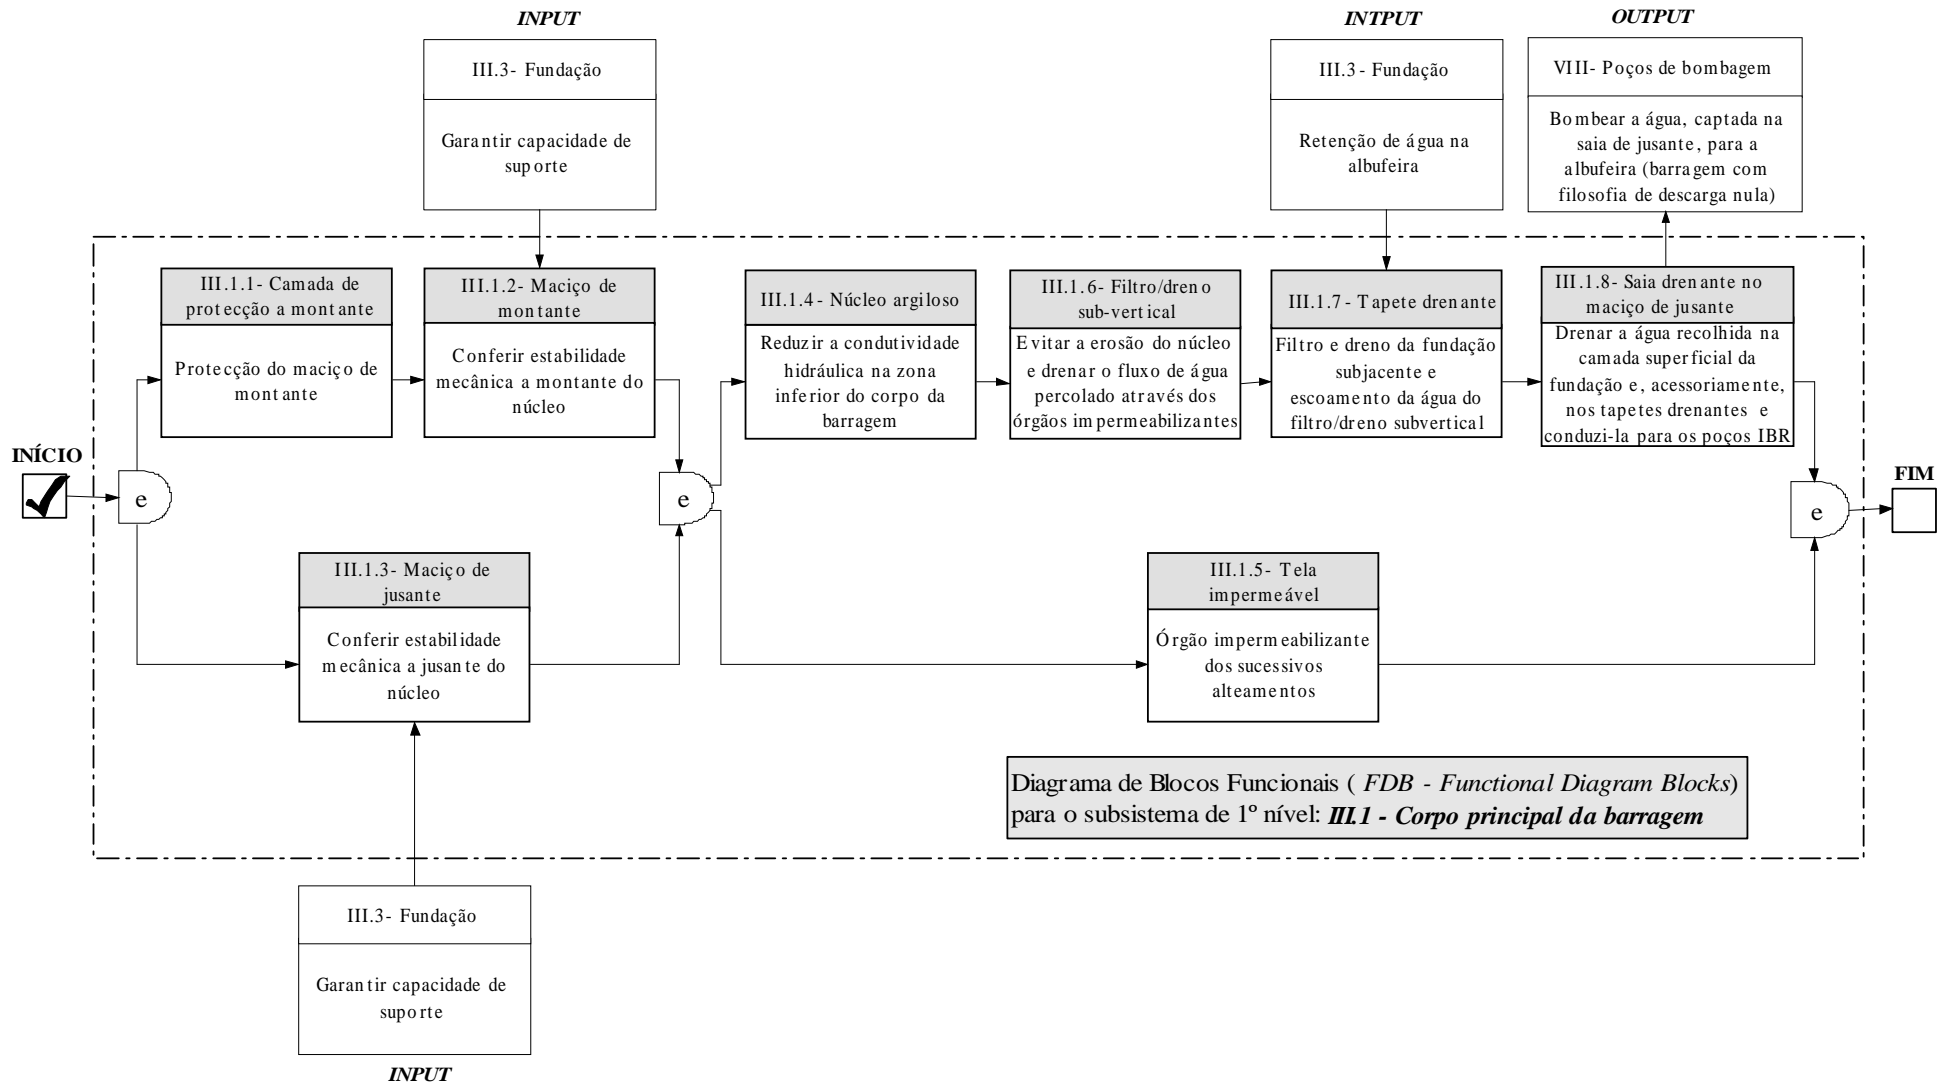 INPUT
III.3- Fundação
Garantir capacidade de
suporte
INTPUT
III.3 - Fundação
Retenção de água na
albufeira
OUTPUT
VIII- Poços de bombagem
Bombear a água, captada na
saia de jusante, para a
albufeira (barragem com
filosofia de descarga nula)
III.1.1- Camada de
protecção a montante
Protecção do maciço de
montante
III.1.2- Maciço de
montante
Conferir estabilidade
mecânica a montante do
núcleo
III.1.4 - Núcleo argiloso
Reduzir a condutividade
hidráulica na zona
inferior do corpo da
barragem
III.1.6- Filtro/dreno
sub-vertical
Evitar a erosão do núcleo
e drenar o fluxo de água
percolado através dos
órgãos impermeabilizantes
III.1.7 - Tapete drenante
Filtro e dreno da fundação
subjacente e
escoamento da água do
filtro/dreno subvertical
III.1.8- Saia drenante no
maciço de jusante
Drenar a água recolhida na
camada superficial da
fundação e, acessoriamente,
nos tapetes drenantes e
conduzi-la para os poços IBR
INÍCIO
e
e
e
FIM
III.1.3- Maciço de
jusante
Conferir estabilidade
mecânica a jusante do
núcleo
III.1.5- Tela
impermeável
Órgão impermeabilizante
dos sucessivos
alteamentos
Diagrama de Blocos Funcionais ( FDB - Functional Diagram Blocks)
para o subsistema de 1º nível: III.1 - Corpo principal da barragem
III.3- Fundação
Garantir capacidade de
suporte
INPUT